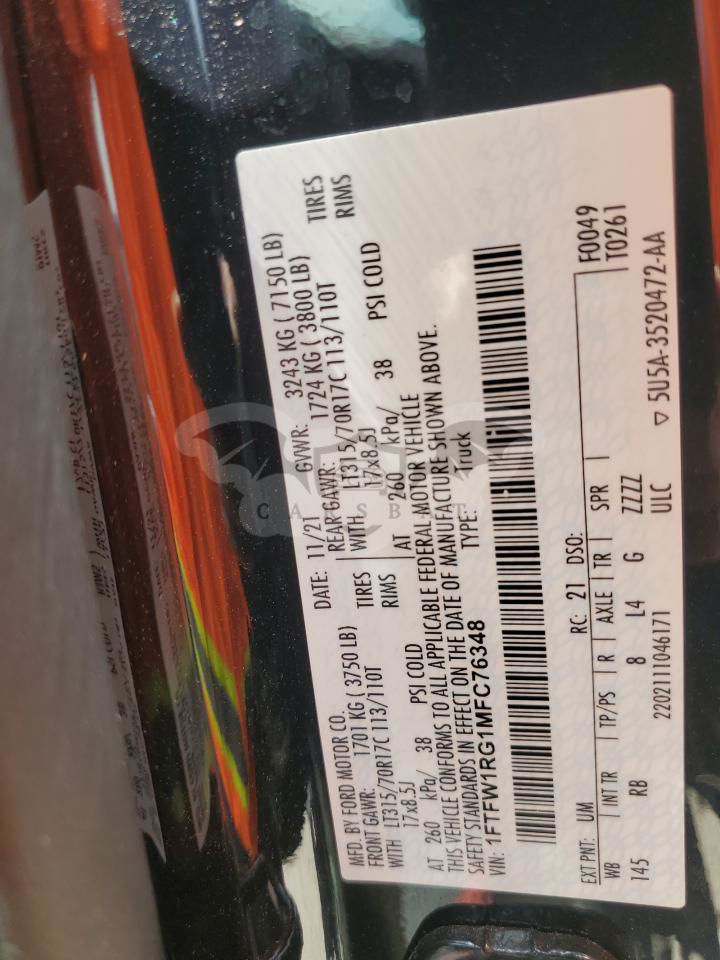 MFD. BY FORD MOTOR CO.
DATE: 11/21 GVWR: 3243 KG ( 7150 LB)
FRONT GAWR: 1701 KG ( 3750 LB) REAR GAWR: 1724 KG ( 3800 LB)
WITH LT315/70R17C 113/110T TIRES WITH LT315/70R17C 113/110T TIRES
17x8.5J RIMS 17x8.5J RIMS
AT 260 kPa/ 38 PSI COLD AT 260 kPa/ 38 PSI COLD
THIS VEHICLE CONFORMS TO ALL APPLICABLE FEDERAL MOTOR VEHICLE
SAFETY STANDARDS IN EFFECT ON THE DATE OF MANUFACTURE SHOWN ABOVE.
VIN: 1FTFW1RG1MFC76348 TYPE: Truck
EXT PNT: UM RC: 21 DSO: F0049
WB INT TR TP/PS R AXLE TR SPR T0261
145 RB 8 L4 G ZZZZ
2202111046171 ULC ▽ 5U5A-3520472-AA